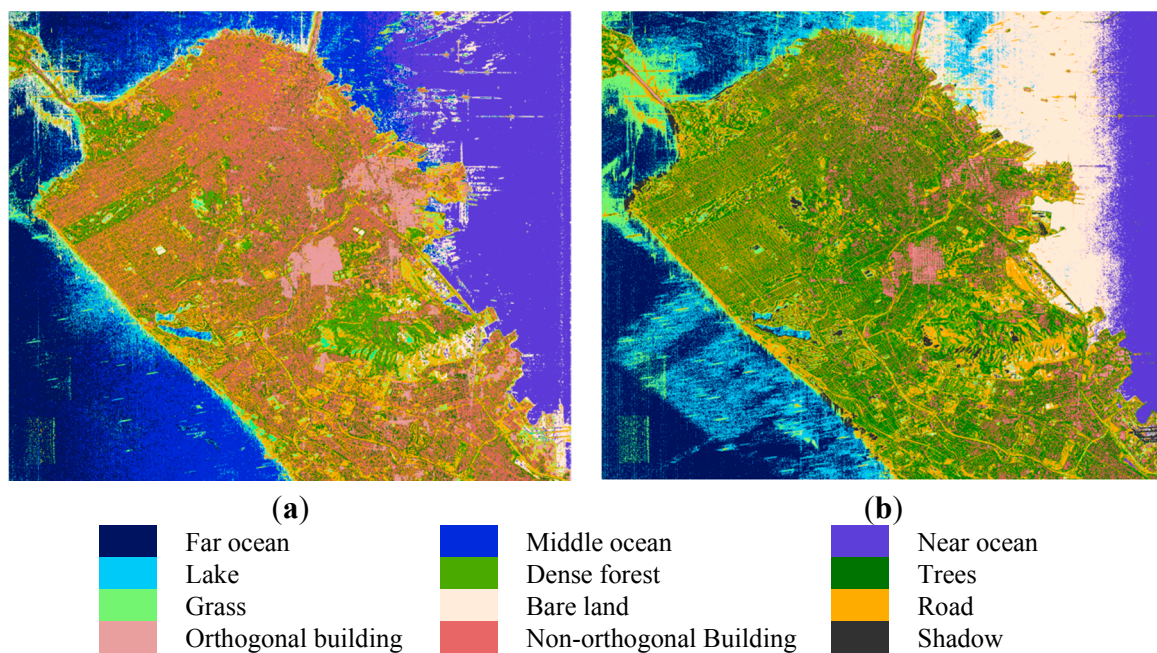 (a) (b)
Far ocean Middle ocean Near ocean
Lake Dense forest Trees
Grass Bare land Road
Orthogonal building Non-orthogonal Building Shadow